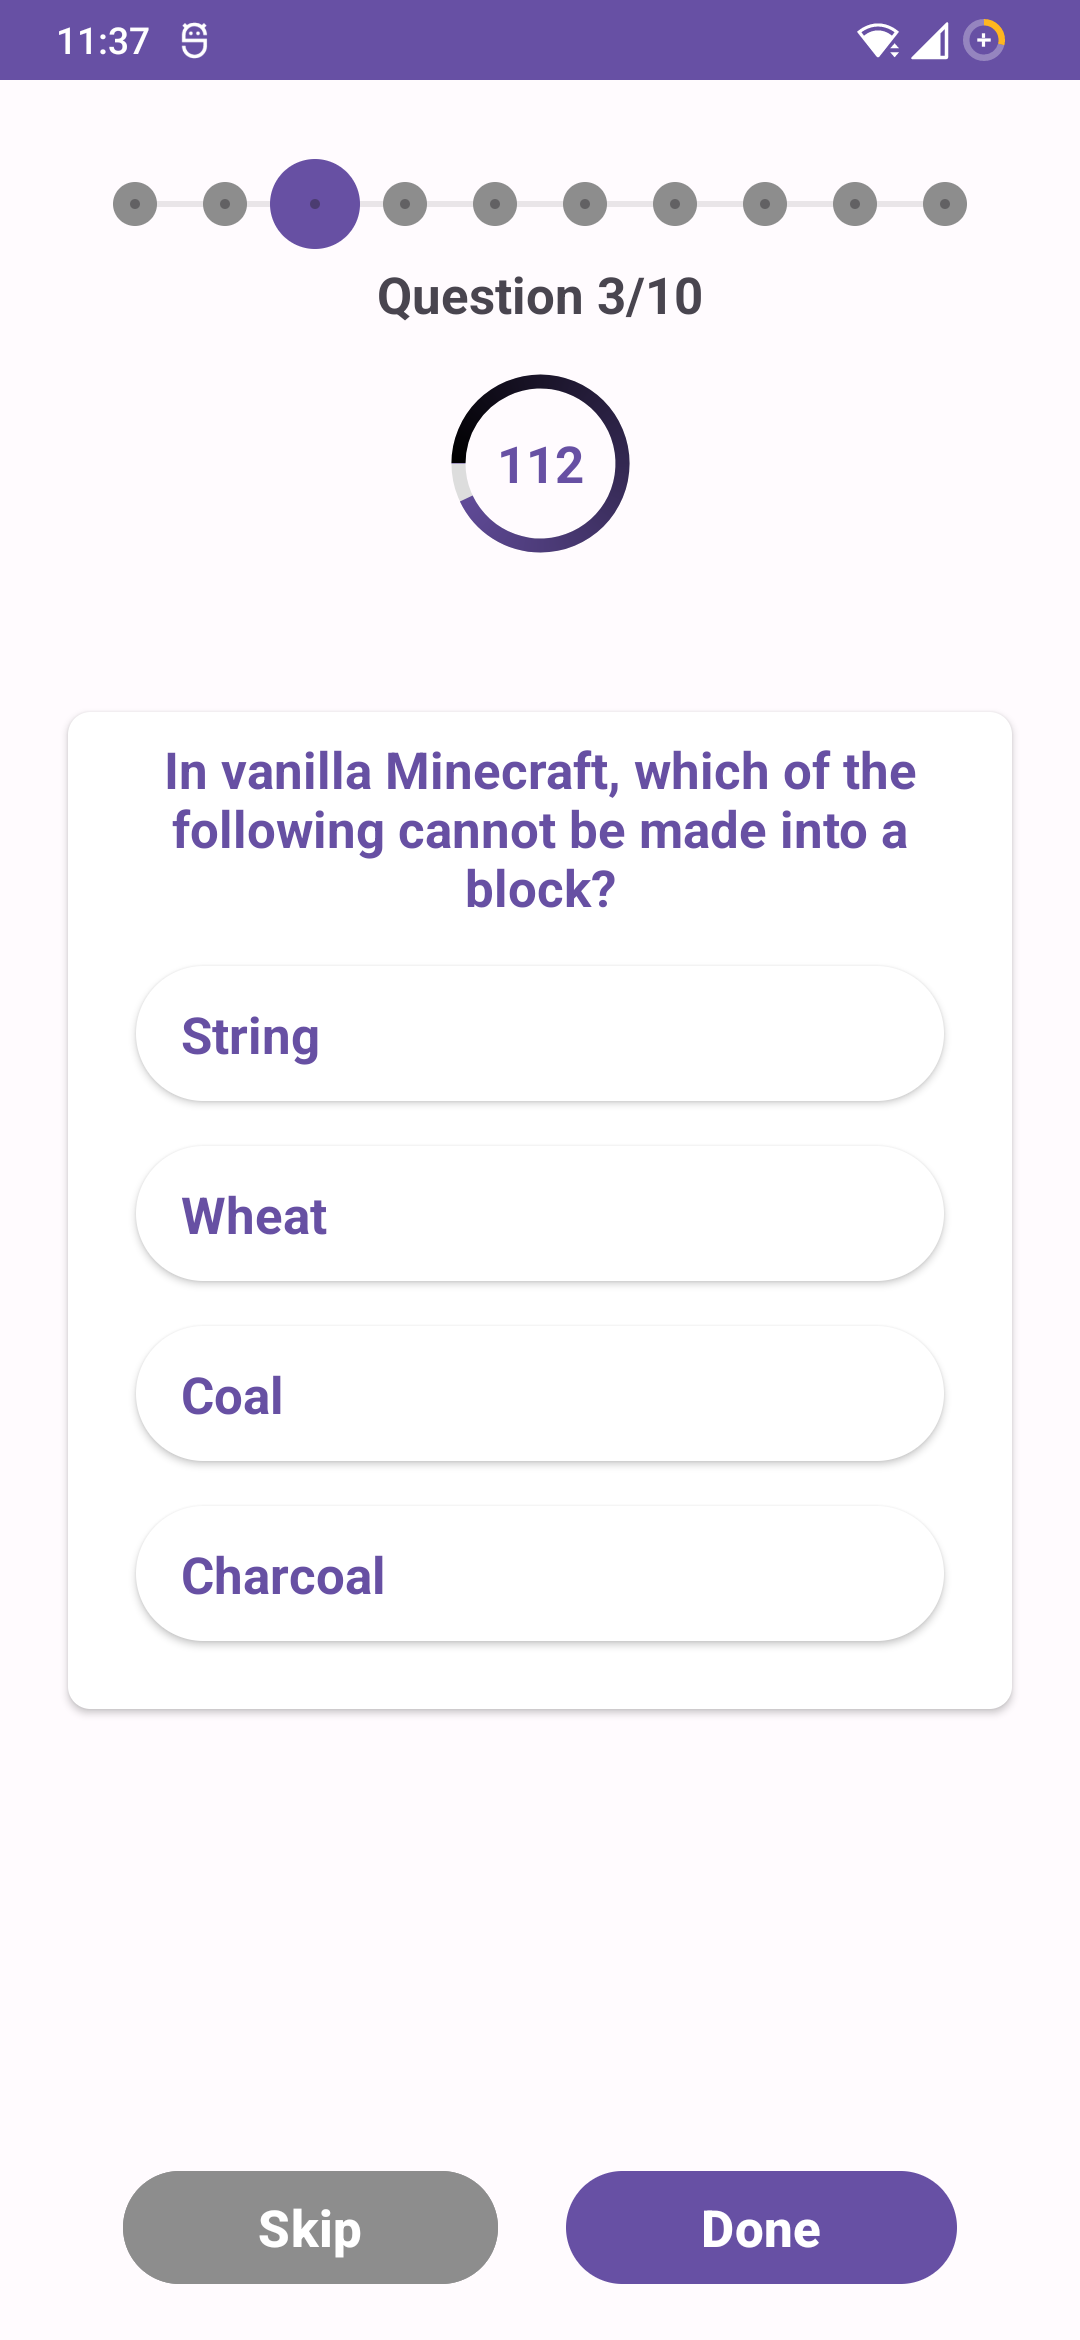 11:37
Question 3/10
112
In vanilla Minecraft, which of the
following cannot be made into a
block?
String
Wheat
Coal
Charcoal
Skip
Done